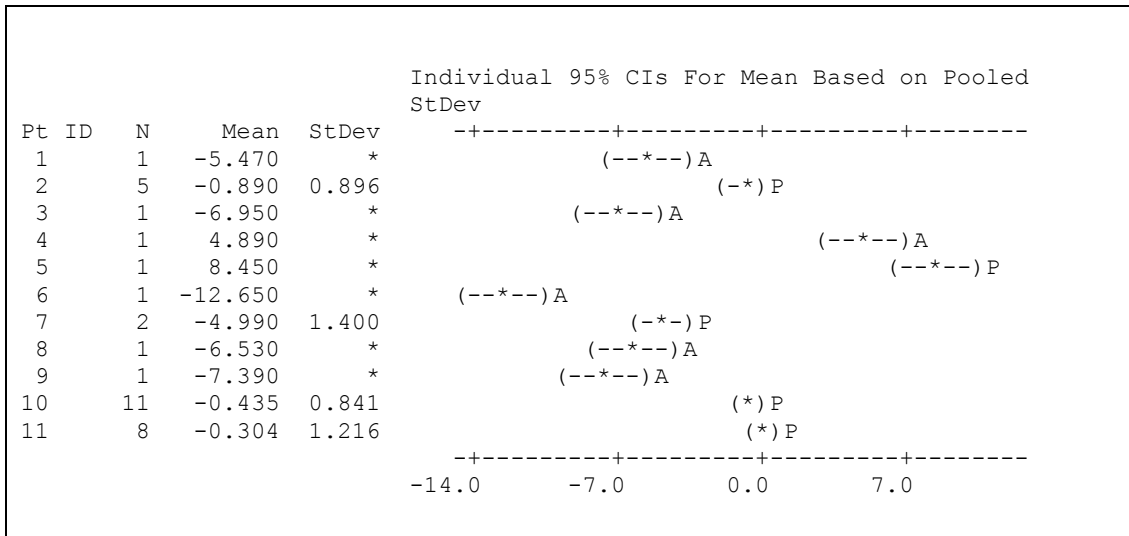 Individual 95% CIs For Mean Based on Pooled
                           StDev
Pt ID   N     Mean  StDev     -+---------+---------+---------+--------
 1      1   -5.470      *               (--*--)A
 2      5   -0.890  0.896                       (-*)P
 3      1   -6.950      *             (--*--)A
 4      1    4.890      *                              (--*--)A
 5      1    8.450      *                                   (--*--)P
 6      1  -12.650      *     (--*--)A
 7      2   -4.990  1.400                 (-*-)P
 8      1   -6.530      *              (--*--)A
 9      1   -7.390      *            (--*--)A
10     11   -0.435  0.841                        (*)P
11      8   -0.304  1.216                         (*)P
                              -+---------+---------+---------+--------
                           -14.0      -7.0       0.0       7.0